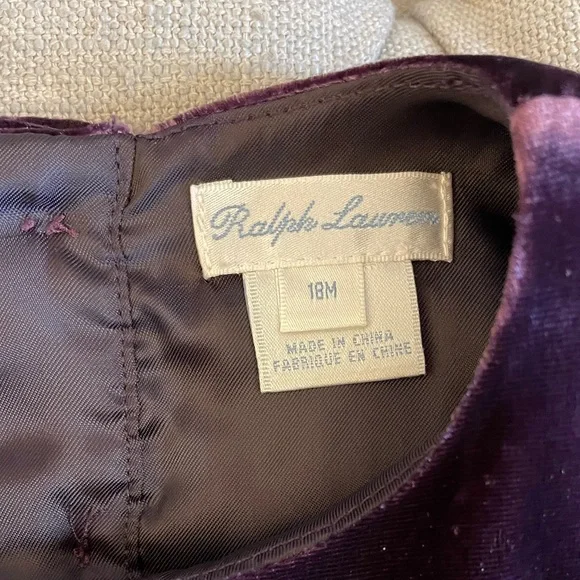 Ralph Lauren
18M
MADE IN CHINA
FABRIQUE EN CHINE